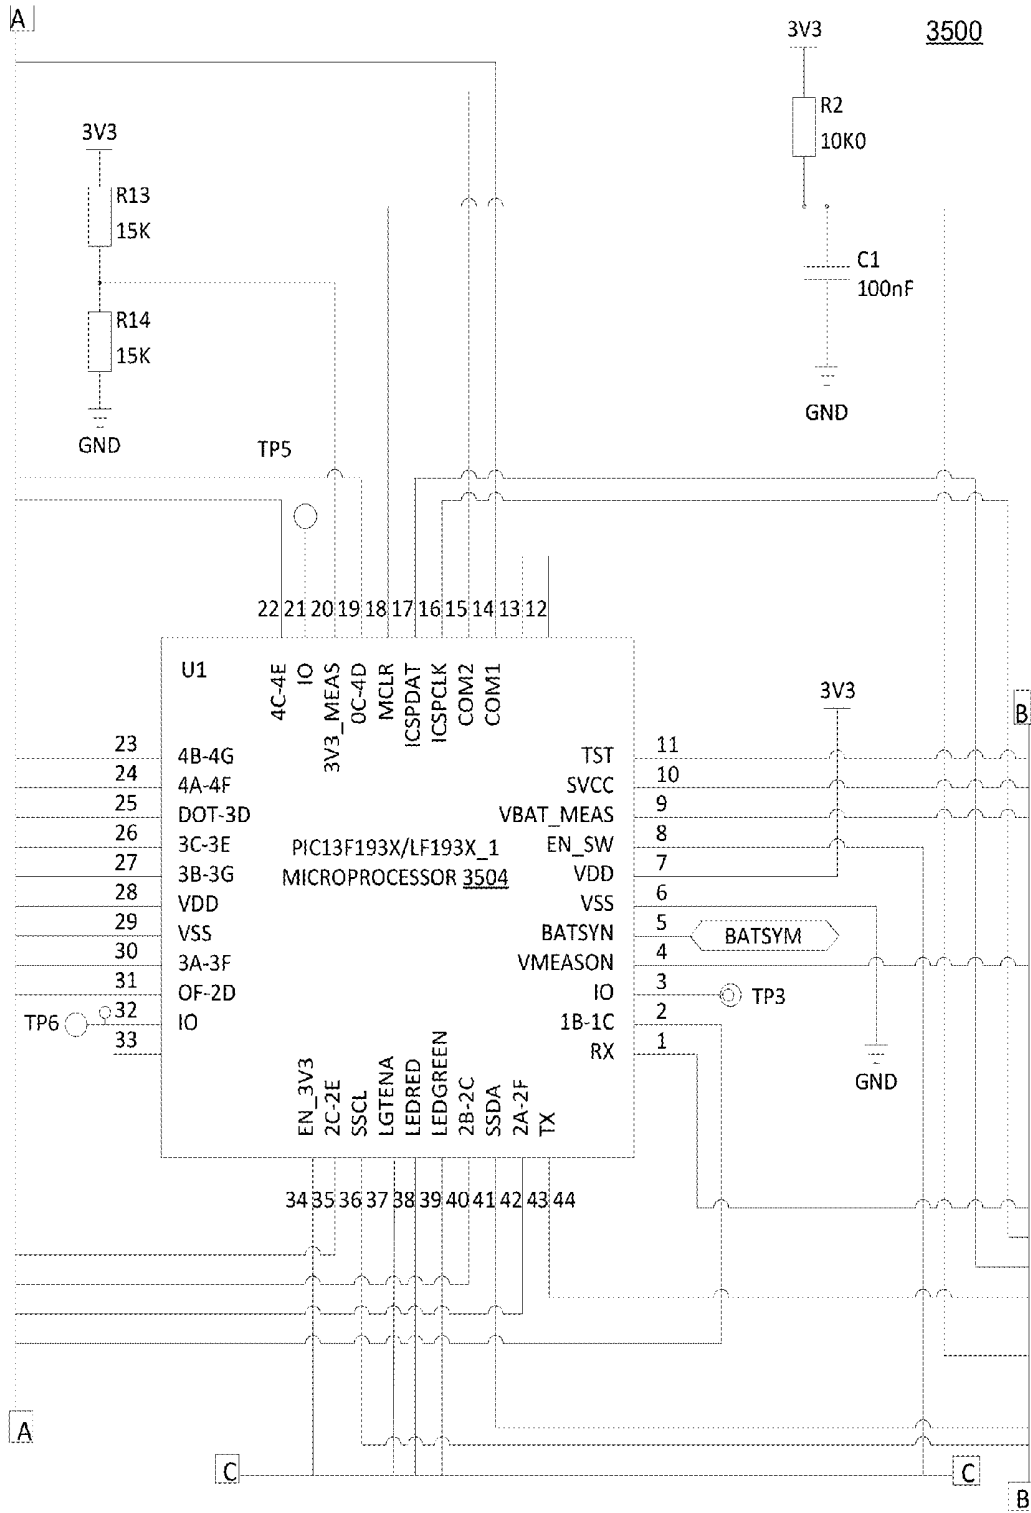 A
3500
3V3
R2
10K0
3V3
R13
15K
C1
100nF
R14
15K
GND
GND
TP5
22 21 20 19 18 17 16 15 14 13 12
U1
4C-4E
IO
3V3_MEAS
0C-4D
MCLR
ICSPDAT
ICSPCLK
COM2
COM1
3V3
B
23 4B-4G
24 4A-4F
25 DOT-3D
26 3C-3E
27 3B-3G
28 VDD
29 VSS
30 3A-3F
31 OF-2D
TP6 32 IO
33
PIC13F193X/LF193X_1
MICROPROCESSOR 3504
TST 11
SVCC 10
VBAT_MEAS 9
EN_SW 8
VDD 7
VSS 6
BATSYN 5 BATSYM
VMEASON 4
IO 3 TP3
1B-1C 2
RX 1
GND
EN_3V3
2C-2E
SSCL
LGTENA
LEDRED
LEDGREEN
2B-2C
SSDA
2A-2F
TX
34 35 36 37 38 39 40 41 42 43 44
A
C
C
B